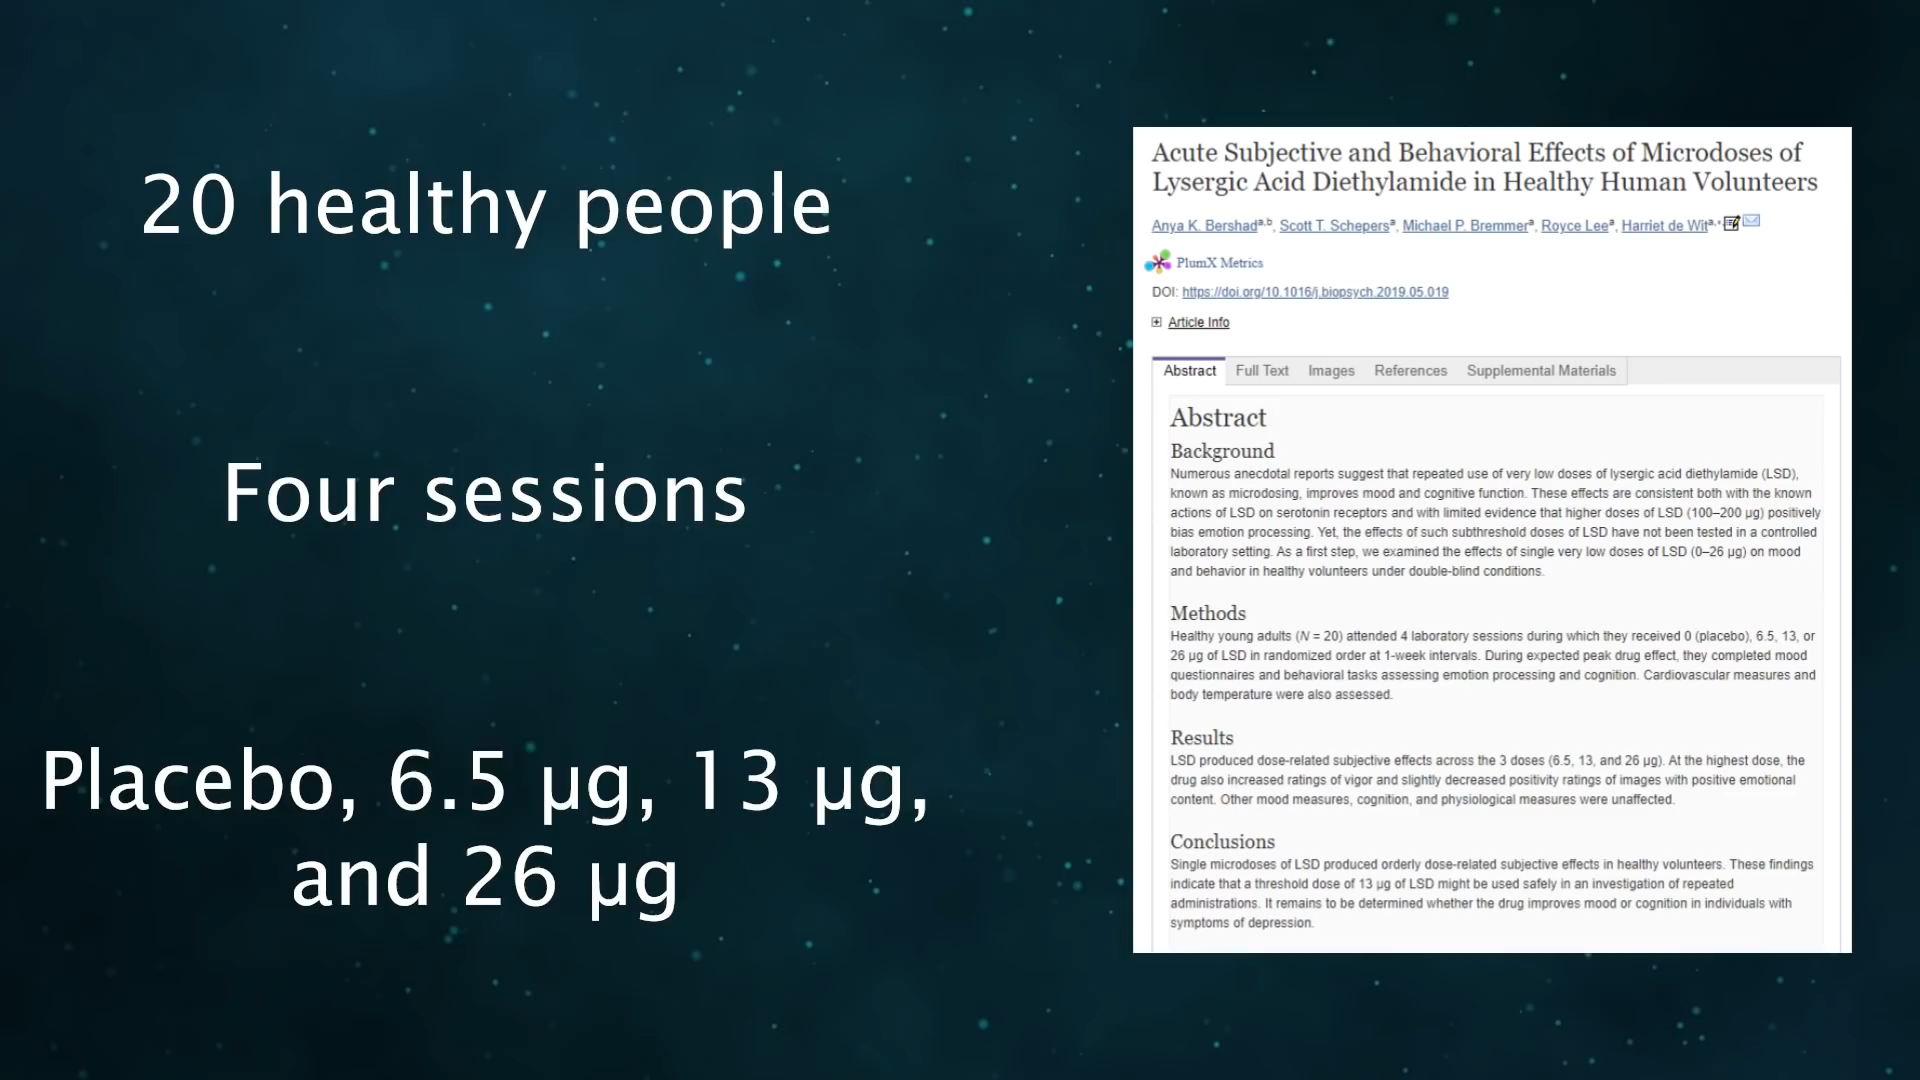 20 healthy people
Four sessions
Placebo, 6.5 µg, 13 µg,
and 26 µg
Acute Subjective and Behavioral Effects of Microdoses of
Lysergic Acid Diethylamide in Healthy Human Volunteers
Anya K. Bershadᵃ,ᵇ, Scott T. Schepersᵃ, Michael P. Bremmerᵃ, Royce Leeᵃ, Harriet de Witᵃ,*
PlumX Metrics
DOI: https://doi.org/10.1016/j.biopsych.2019.05.019
Article Info
Abstract Full Text Images References Supplemental Materials
Abstract
Background
Numerous anecdotal reports suggest that repeated use of very low doses of lysergic acid diethylamide (LSD),
known as microdosing, improves mood and cognitive function. These effects are consistent both with the known
actions of LSD on serotonin receptors and with limited evidence that higher doses of LSD (100–200 µg) positively
bias emotion processing. Yet, the effects of such subthreshold doses of LSD have not been tested in a controlled
laboratory setting. As a first step, we examined the effects of single very low doses of LSD (0–26 µg) on mood
and behavior in healthy volunteers under double-blind conditions.
Methods
Healthy young adults (N = 20) attended 4 laboratory sessions during which they received 0 (placebo), 6.5, 13, or
26 µg of LSD in randomized order at 1-week intervals. During expected peak drug effect, they completed mood
questionnaires and behavioral tasks assessing emotion processing and cognition. Cardiovascular measures and
body temperature were also assessed.
Results
LSD produced dose-related subjective effects across the 3 doses (6.5, 13, and 26 µg). At the highest dose, the
drug also increased ratings of vigor and slightly decreased positivity ratings of images with positive emotional
content. Other mood measures, cognition, and physiological measures were unaffected.
Conclusions
Single microdoses of LSD produced orderly dose-related subjective effects in healthy volunteers. These findings
indicate that a threshold dose of 13 µg of LSD might be used safely in an investigation of repeated
administrations. It remains to be determined whether the drug improves mood or cognition in individuals with
symptoms of depression.